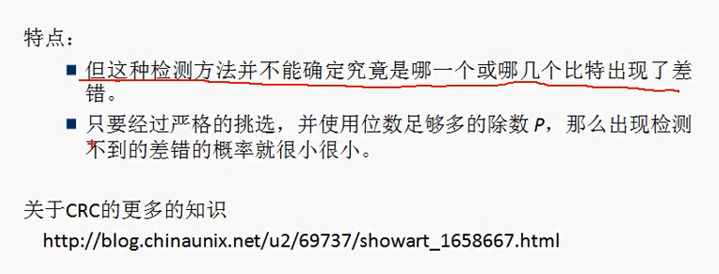 特点：
■ 但这种检测方法并不能确定究竟是哪一个或哪几个比特出现了差
错。
■ 只要经过严格的挑选，并使用位数足够多的除数 P，那么出现检测
不到的差错的概率就很小很小。
关于CRC的更多的知识
http://blog.chinaunix.net/u2/69737/showart_1658667.html